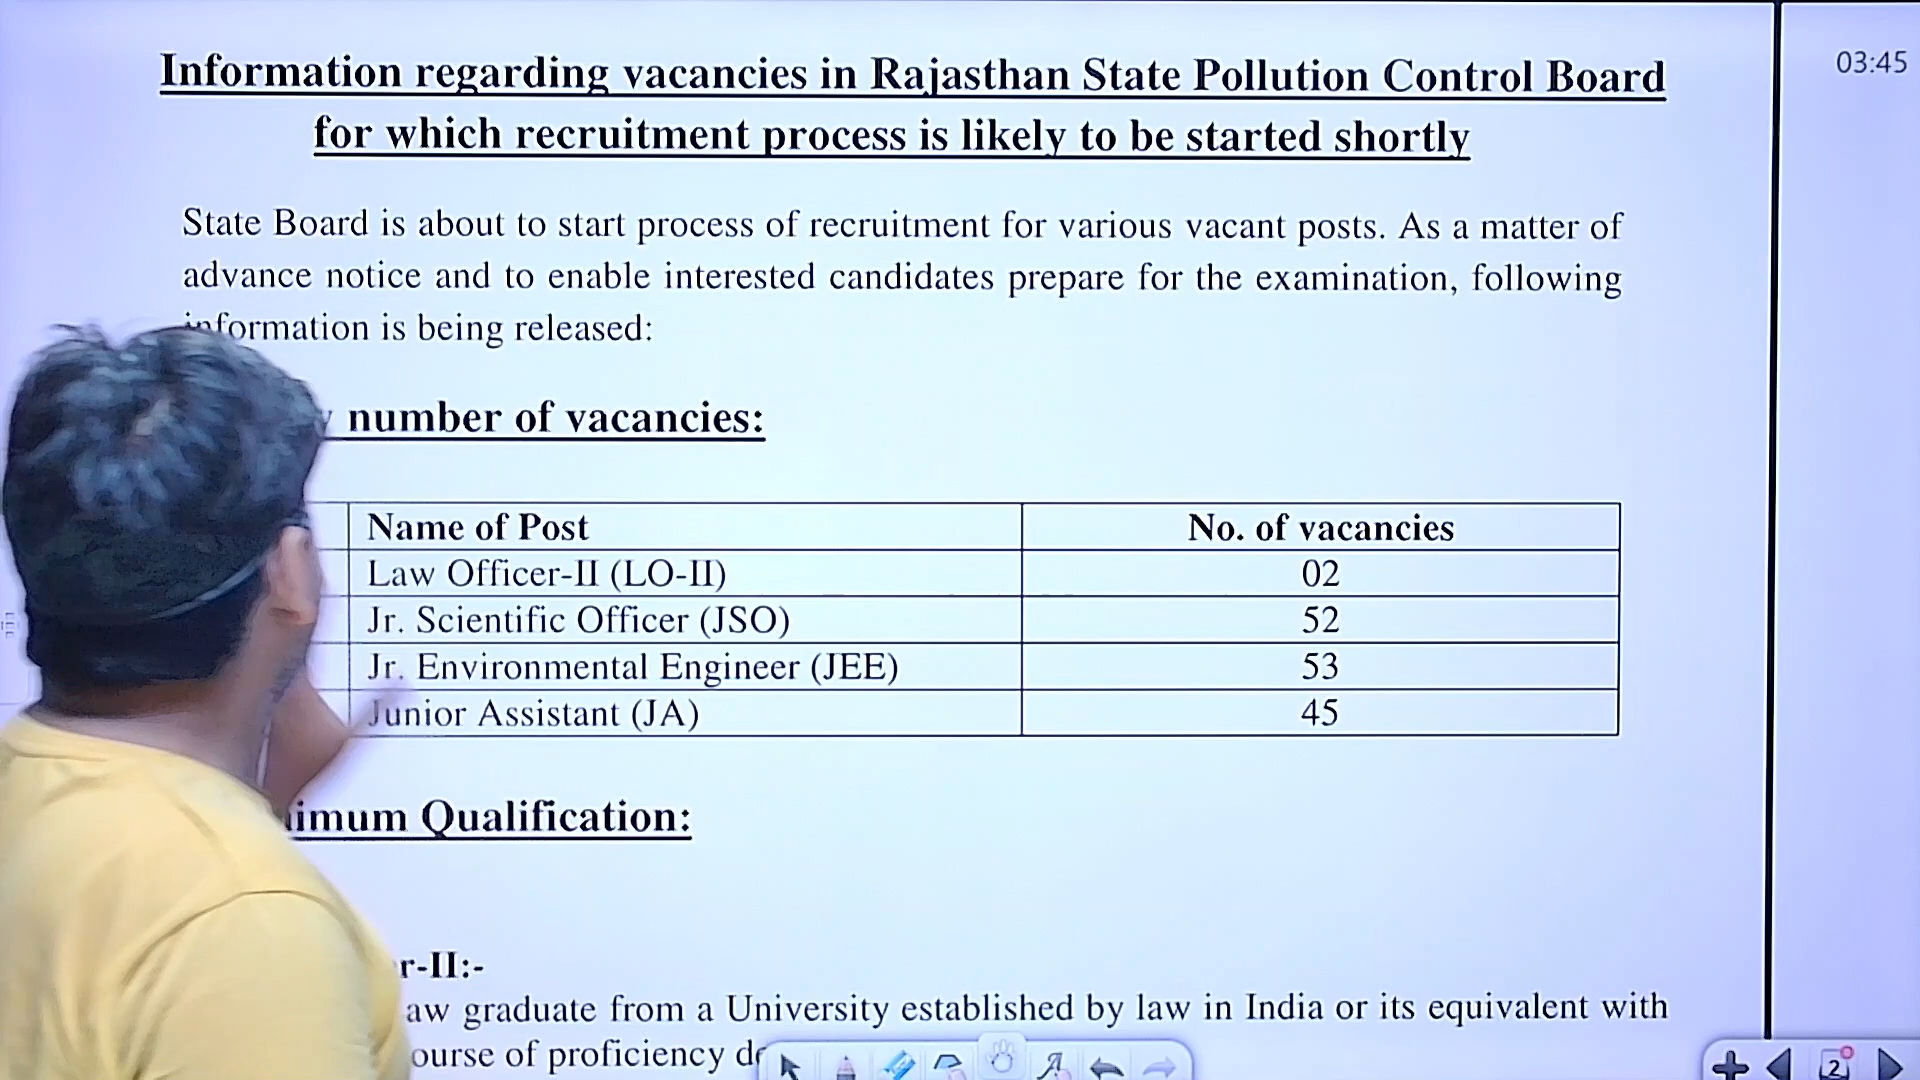 Information regarding vacancies in Rajasthan State Pollution Control Board
03:45
for which recruitment process is likely to be started shortly
State Board is about to start process of recruitment for various vacant posts. As a matter of
advance notice and to enable interested candidates prepare for the examination, following
information is being released:
number of vacancies:
Name of Post No. of vacancies
Law Officer-II (LO-II) 02
Jr. Scientific Officer (JSO) 52
Jr. Environmental Engineer (JEE) 53
Junior Assistant (JA) 45
Qualification:
r-II:-
graduate from a University established by law in India or its equivalent with
of proficiency
2